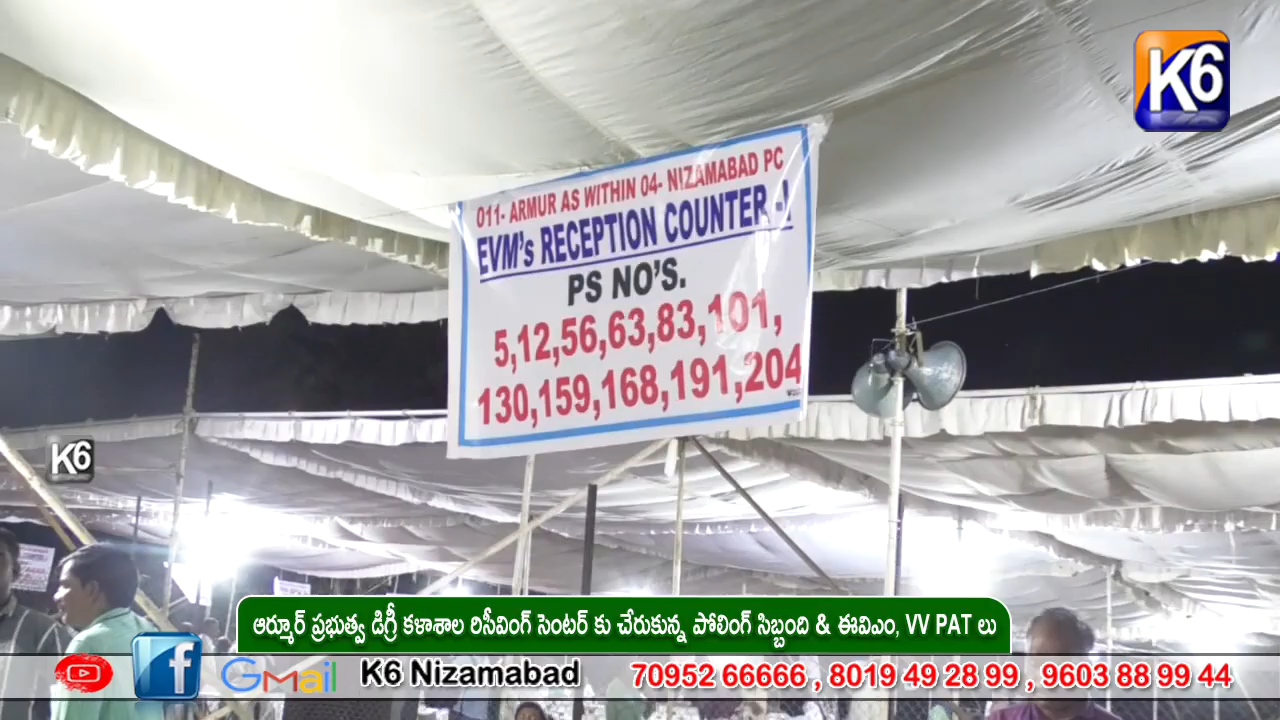 K6
011- ARMUR AS WITHIN 04- NIZAMABAD PC
EVM's RECEPTION COUNTER -I
PS NO'S.
5,12,56,63,83,101,
130,159,168,191,204
K6
ఆర్మూర్ ప్రభుత్వ డిగ్రీ కళాశాల రిసీవింగ్ సెంటర్ కు చేరుకున్న పోలింగ్ సిబ్బంది & ఈవిఎం, VV PAT లు
f Gmail K6 Nizamabad 70952 66666 , 8019 49 28 99 , 9603 88 99 44